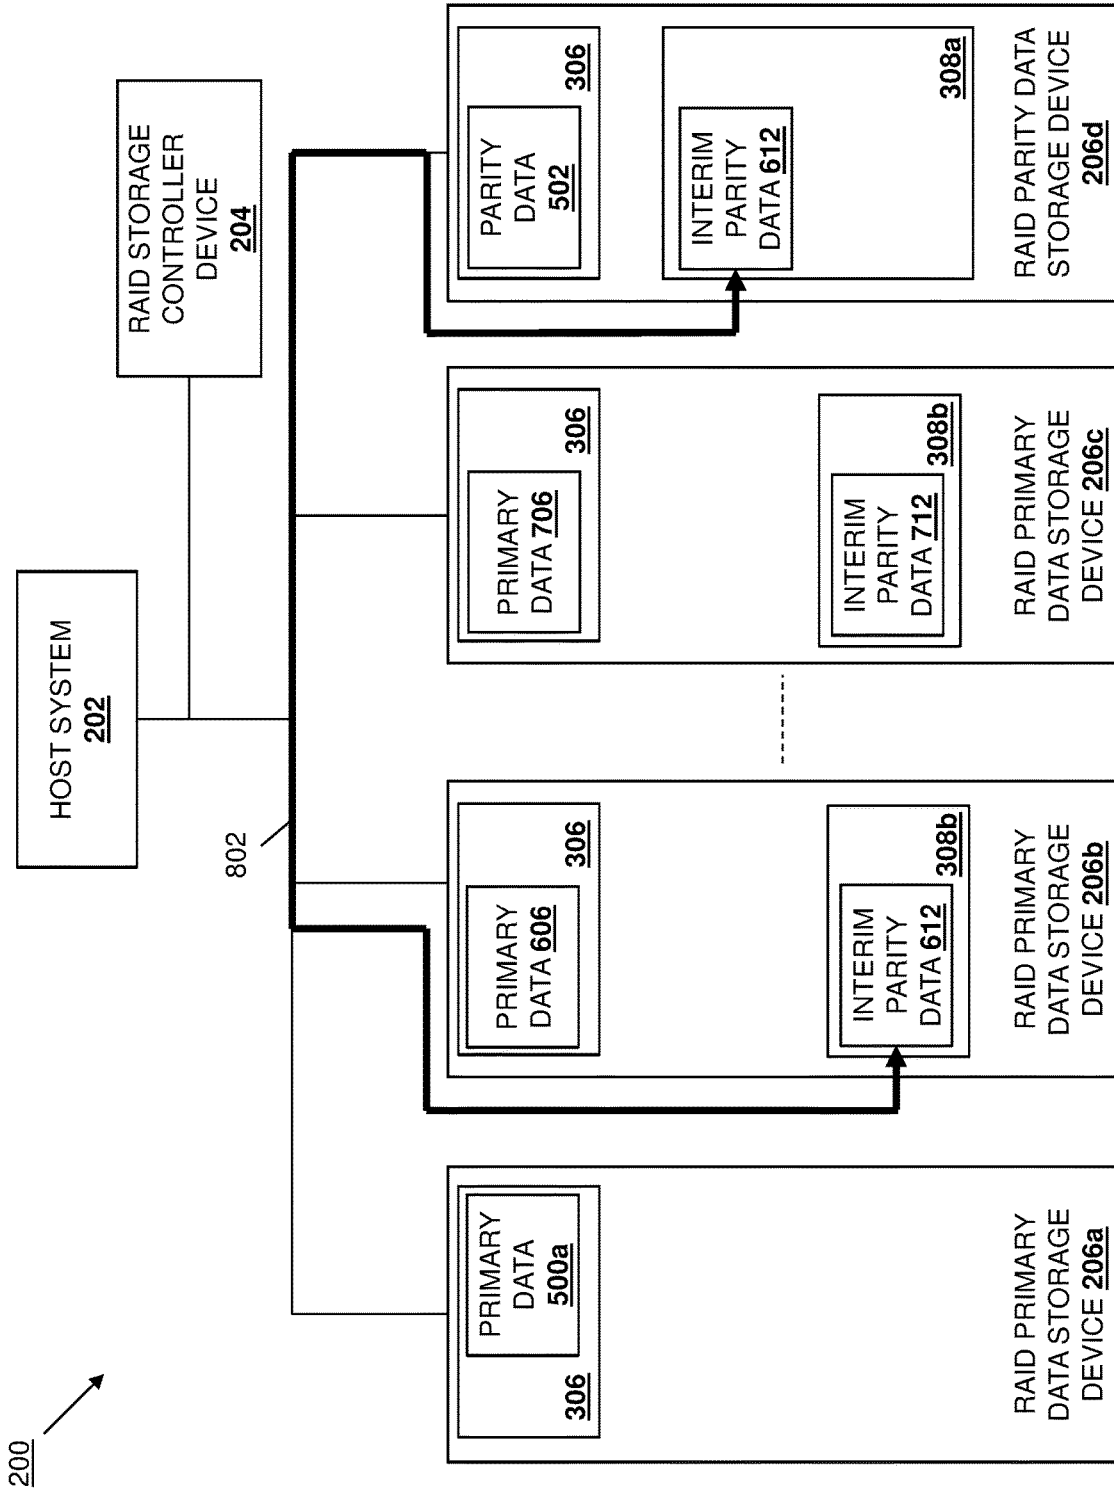 200
HOST SYSTEM
202
RAID STORAGE
CONTROLLER
DEVICE
204
802
306
PRIMARY
DATA
500a
RAID PRIMARY
DATA STORAGE
DEVICE 206a
PRIMARY
DATA 606
306
INTERIM
PARITY
DATA 612
308b
RAID PRIMARY
DATA STORAGE
DEVICE 206b
PRIMARY
DATA 706
306
INTERIM
PARITY
DATA 712
308b
RAID PRIMARY
DATA STORAGE
DEVICE 206c
PARITY
DATA
502
306
INTERIM
PARITY
DATA 612
308a
RAID PARITY DATA
STORAGE DEVICE
206d